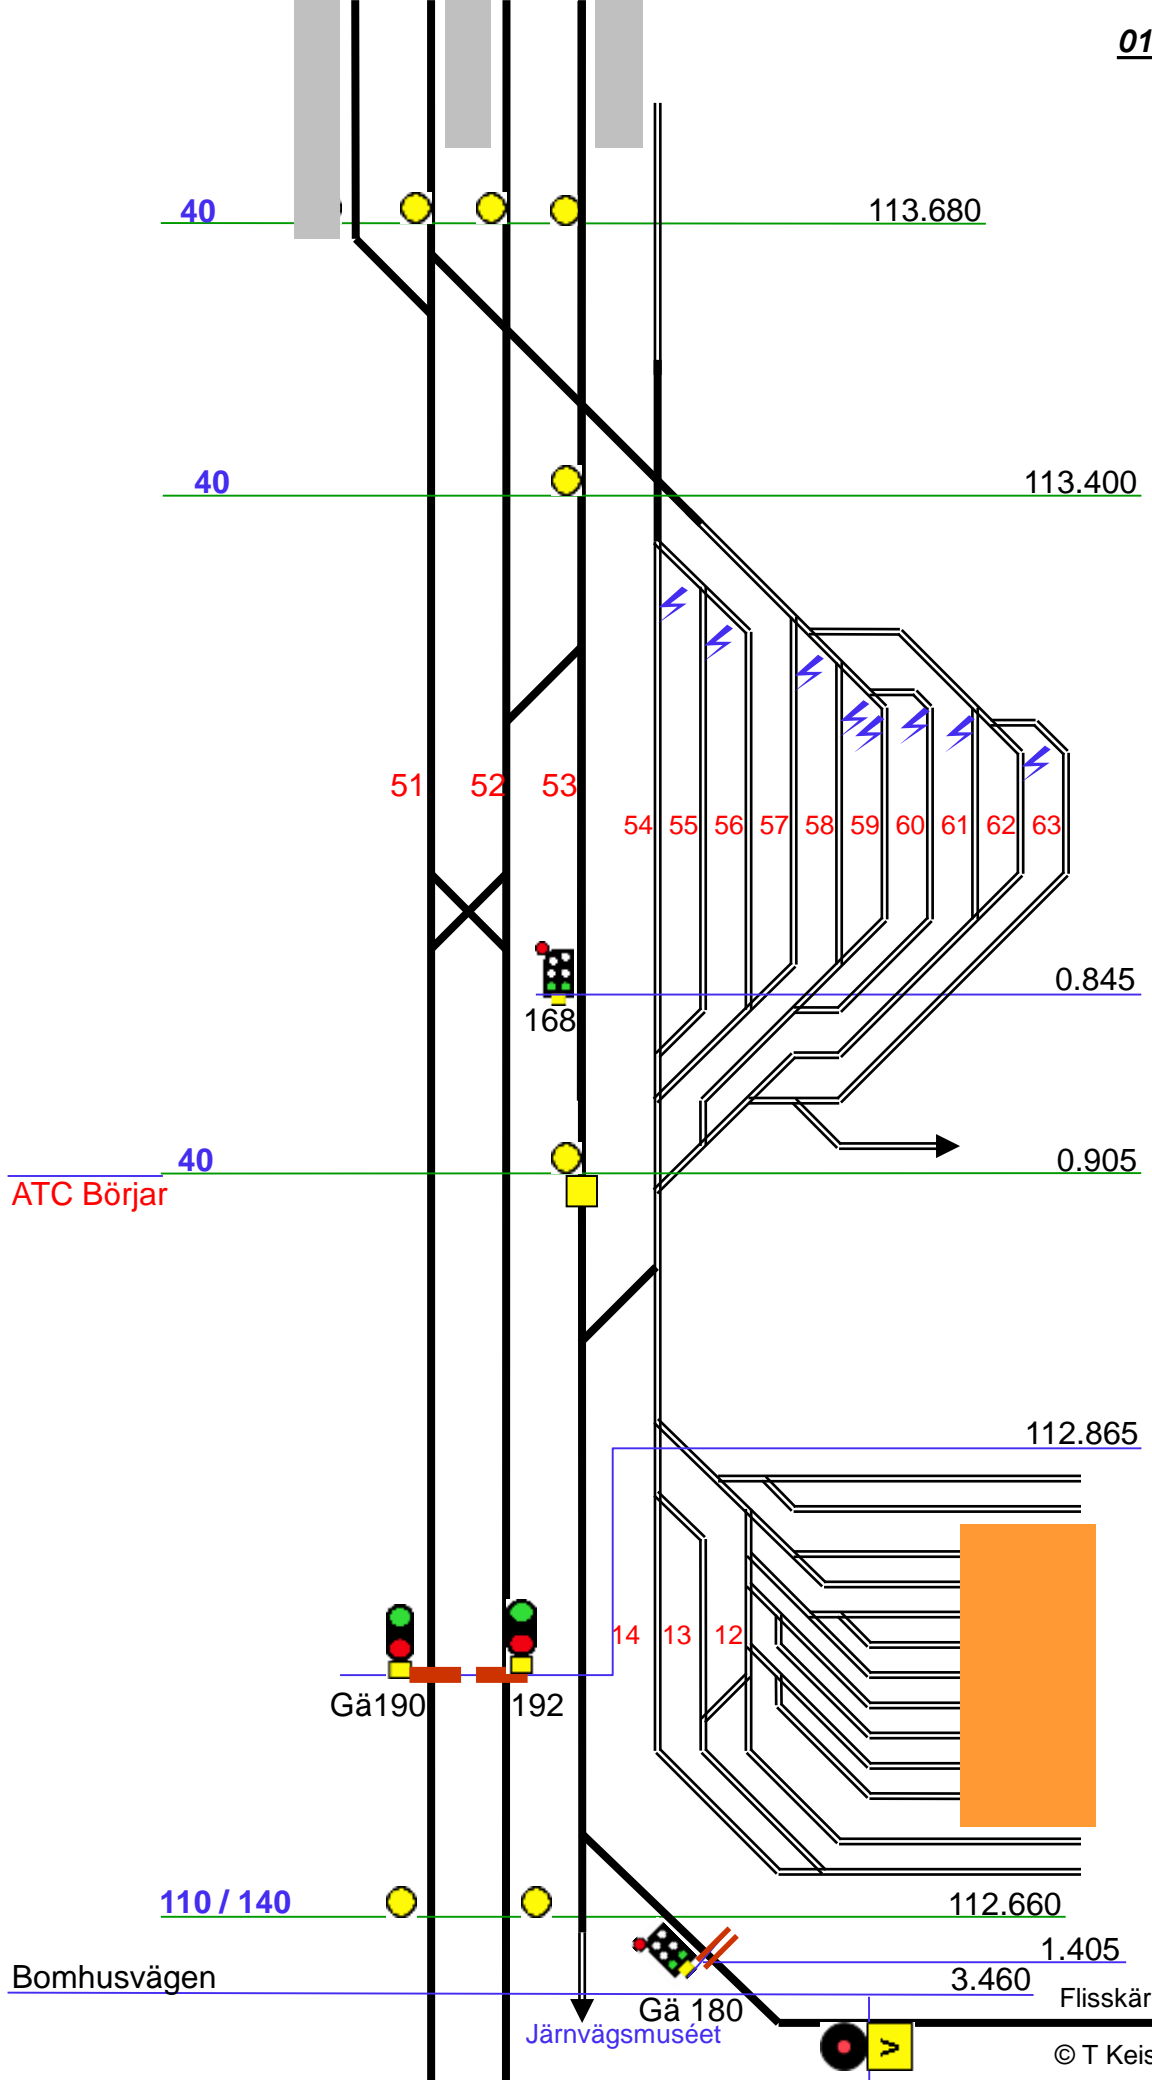 01
40 113.680
40 113.400
51 52 53
54 55 56 57 58 59 60 61 62 63
0.845
168
40 0.905
ATC Börjar
112.865
14 13 12
Gä190 192
110 / 140 112.660
1.405
Bomhusvägen 3.460
Flisskär
Gä 180
Järnvägsmuséet
V
© T Keis